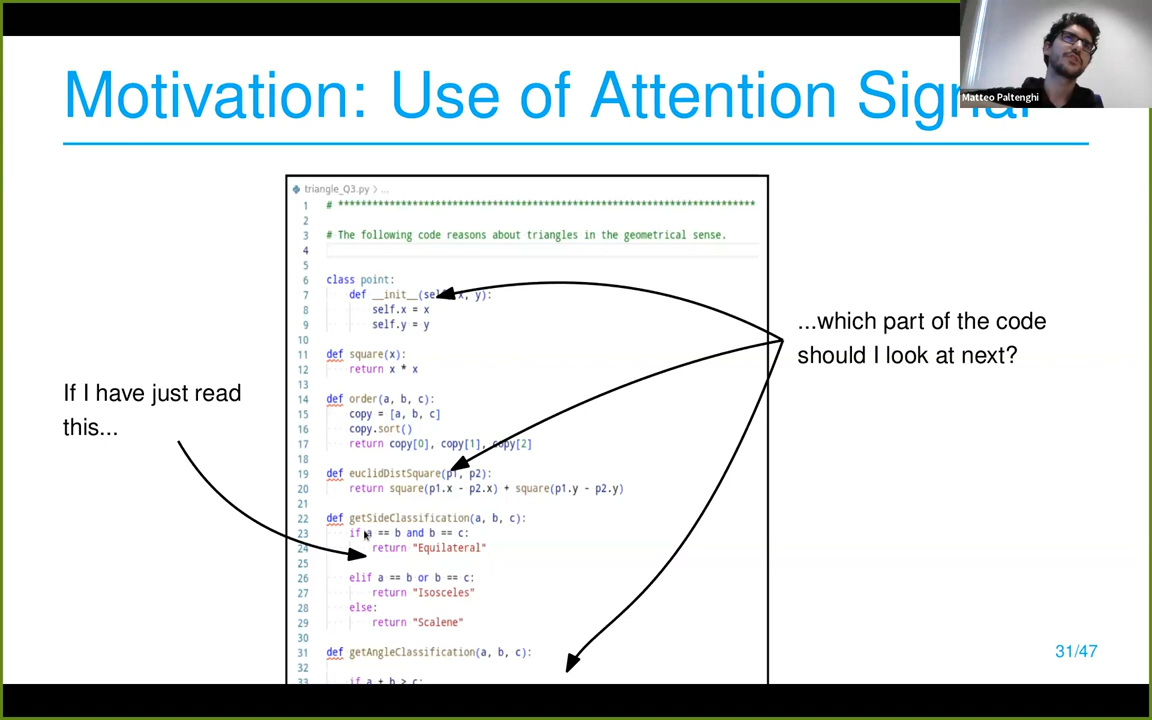 Motivation: Use of Attention Signal
Matteo Paltenghi
triangle_Q3.py > ...
1 # ************************************************************************
2
3 # The following code reasons about triangles in the geometrical sense.
4
5
6 class point:
7 def __init__(self, x, y):
8 self.x = x
9 self.y = y
10
11 def square(x):
12 return x * x
13
14 def order(a, b, c):
15 copy = [a, b, c]
16 copy.sort()
17 return copy[0], copy[1], copy[2]
18
19 def euclidDistSquare(p1, p2):
20 return square(p1.x - p2.x) + square(p1.y - p2.y)
21
22 def getSideClassification(a, b, c):
23 if a == b and b == c:
24 return "Equilateral"
25
26 elif a == b or b == c:
27 return "Isosceles"
28 else:
29 return "Scalene"
30
31 def getAngleClassification(a, b, c):
32
33 if a + b > c:
If I have just read
this...
...which part of the code
should I look at next?
31/47